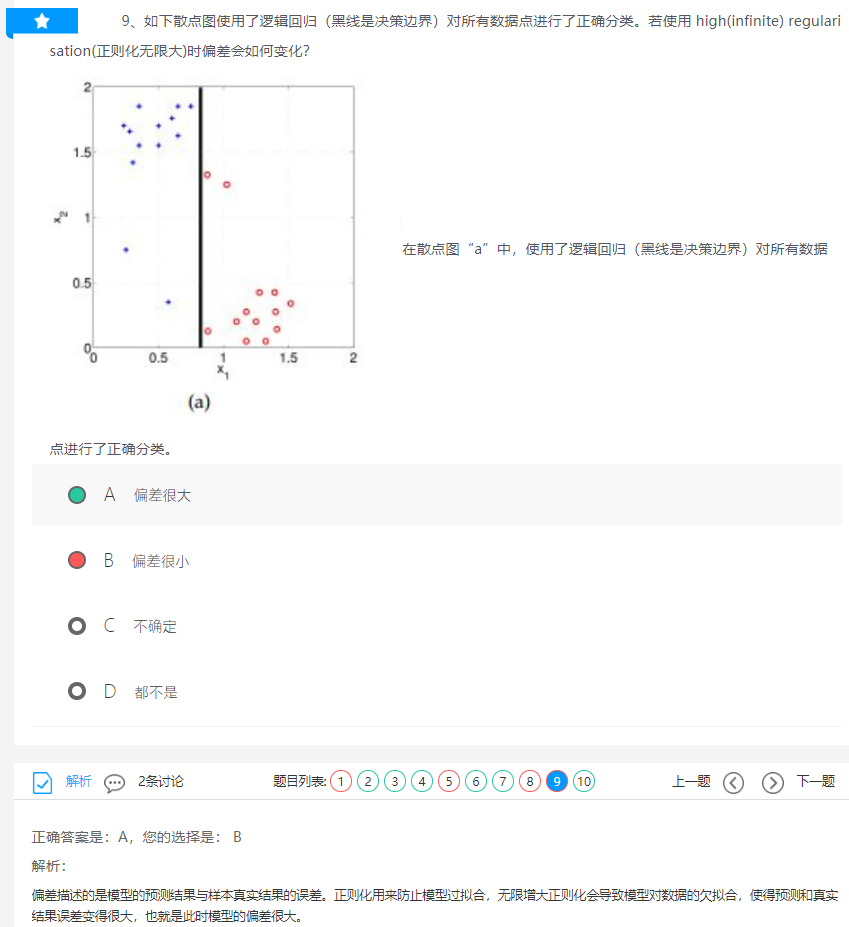 9、如下散点图使用了逻辑回归（黑线是决策边界）对所有数据点进行了正确分类。若使用 high(infinite) regulari
sation(正则化无限大)时偏差会如何变化?
2
1.5
x2
1
0.5
0
0 0.5 1 1.5 2
x1
(a)
在散点图“a”中，使用了逻辑回归（黑线是决策边界）对所有数据
点进行了正确分类。
A 偏差很大
B 偏差很小
C 不确定
D 都不是
解析 2条讨论 题目列表: 1 2 3 4 5 6 7 8 9 10 上一题 下一题
正确答案是：A，您的选择是： B
解析：
偏差描述的是模型的预测结果与样本真实结果的误差。正则化用来防止模型过拟合，无限增大正则化会导致模型对数据的欠拟合，使得预测和真实
结果误差变得很大，也就是此时模型的偏差很大。